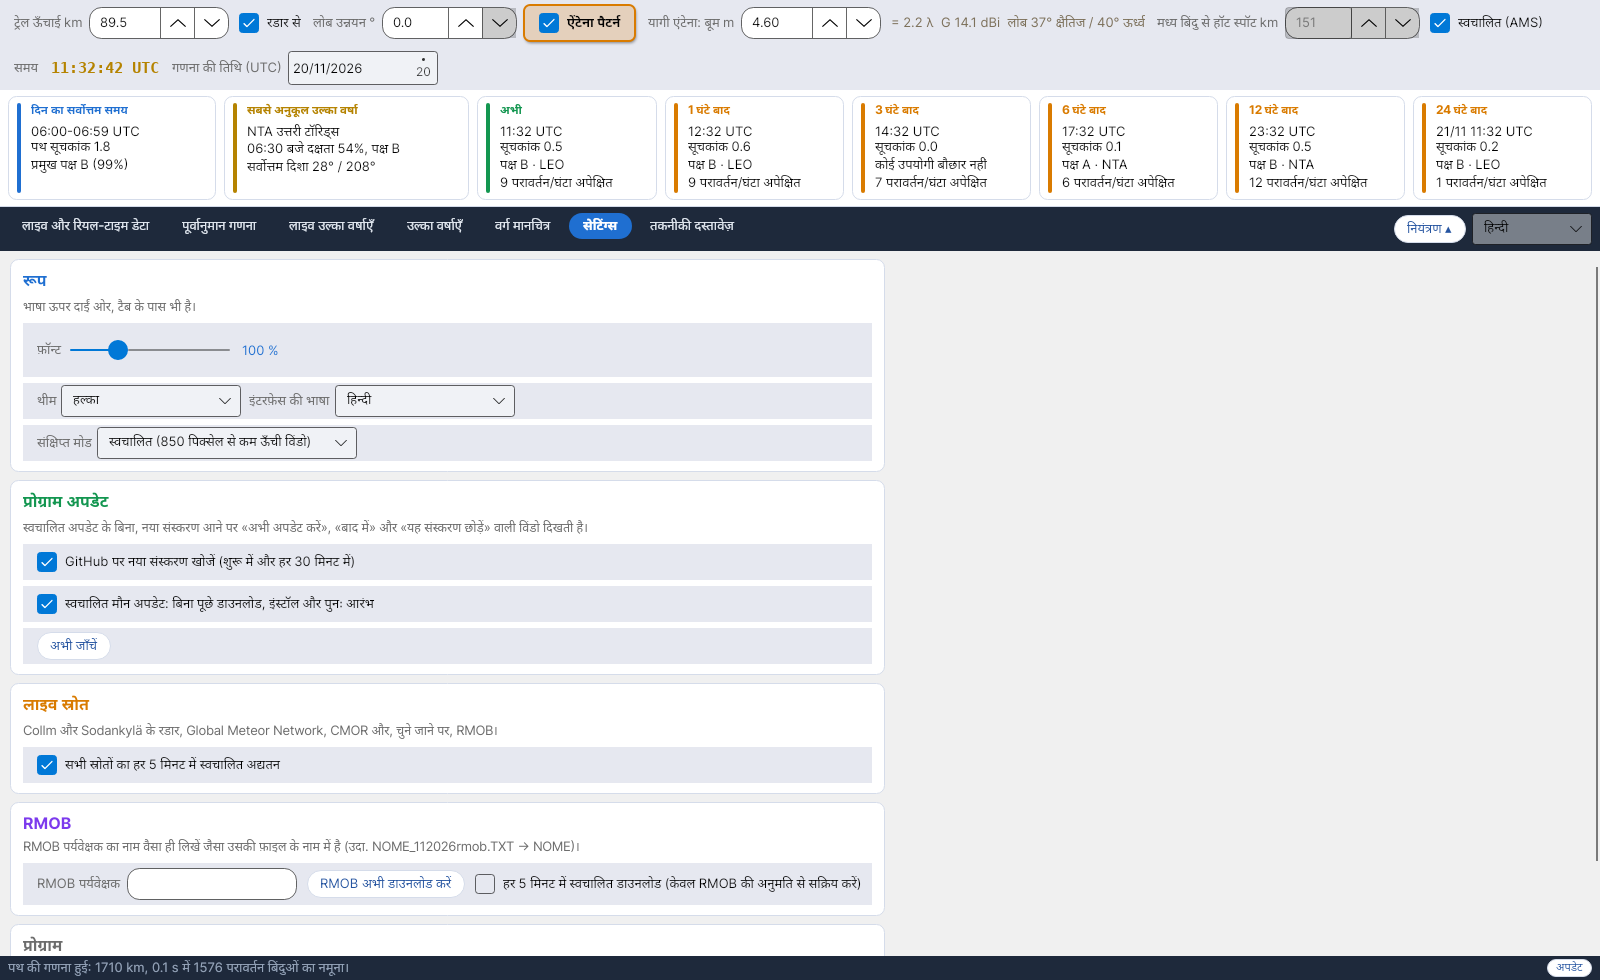 ट्रेल ऊँचाई km 89.5 रडार से लोब उन्नयन ° 0.0 ऐंटेना पैटर्न यागी एंटेना: बूम m 4.60 = 2.2 λ G 14.1 dBi लोब 37° क्षैतिज / 40° ऊर्ध्व मध्य बिंदु से हॉट स्पॉट km 151 स्वचालित (AMS)
समय 11:32:42 UTC गणना की तिथि (UTC) 20/11/2026 20
दिन का सर्वोत्तम समय
06:00-06:59 UTC
पथ सूचकांक 1.8
प्रमुख पक्ष B (99%)
सबसे अनुकूल उल्का वर्षा
NTA उत्तरी टॉरिड्स
06:30 बजे दक्षता 54%, पक्ष B
सर्वोत्तम दिशा 28° / 208°
अभी
11:32 UTC
सूचकांक 0.5
पक्ष B · LEO
9 परावर्तन/घंटा अपेक्षित
1 घंटे बाद
12:32 UTC
सूचकांक 0.6
पक्ष B · LEO
9 परावर्तन/घंटा अपेक्षित
3 घंटे बाद
14:32 UTC
सूचकांक 0.0
कोई उपयोगी बौछार नहीं
7 परावर्तन/घंटा अपेक्षित
6 घंटे बाद
17:32 UTC
सूचकांक 0.1
पक्ष A · NTA
6 परावर्तन/घंटा अपेक्षित
12 घंटे बाद
23:32 UTC
सूचकांक 0.5
पक्ष B · NTA
12 परावर्तन/घंटा अपेक्षित
24 घंटे बाद
21/11 11:32 UTC
सूचकांक 0.2
पक्ष B · LEO
1 परावर्तन/घंटा अपेक्षित
लाइव और रियल-टाइम डेटा पूर्वानुमान गणना लाइव उल्का वर्षाएँ उल्का वर्षाएँ वर्ग मानचित्र सेटिंग्स तकनीकी दस्तावेज़ नियंत्रण ▴ हिन्दी
रूप
भाषा ऊपर दाईं ओर, टैब के पास भी है।
फ़ॉन्ट 100 %
थीम हल्का इंटरफ़ेस की भाषा हिन्दी
संक्षिप्त मोड स्वचालित (850 पिक्सेल से कम ऊँची विंडो)
प्रोग्राम अपडेट
स्वचालित अपडेट के बिना, नया संस्करण आने पर «अभी अपडेट करें», «बाद में» और «यह संस्करण छोड़ें» वाली विंडो दिखती है।
GitHub पर नया संस्करण खोजें (शुरू में और हर 30 मिनट में)
स्वचालित मौन अपडेट: बिना पूछे डाउनलोड, इंस्टॉल और पुनः आरंभ
अभी जाँचें
लाइव स्रोत
Collm और Sodankylä के रडार, Global Meteor Network, CMOR और, चुने जाने पर, RMOB।
सभी स्रोतों का हर 5 मिनट में स्वचालित अद्यतन
RMOB
RMOB पर्यवेक्षक का नाम वैसा ही लिखें जैसा उसकी फ़ाइल के नाम में है (उदा. NOME_112026rmob.TXT → NOME)।
RMOB पर्यवेक्षक RMOB अभी डाउनलोड करें हर 5 मिनट में स्वचालित डाउनलोड (केवल RMOB की अनुमति से सक्रिय करें)
प्रोग्राम
पथ की गणना हुई: 1710 km, 0.1 s में 1576 परावर्तन बिंदुओं का नमूना। अपडेट